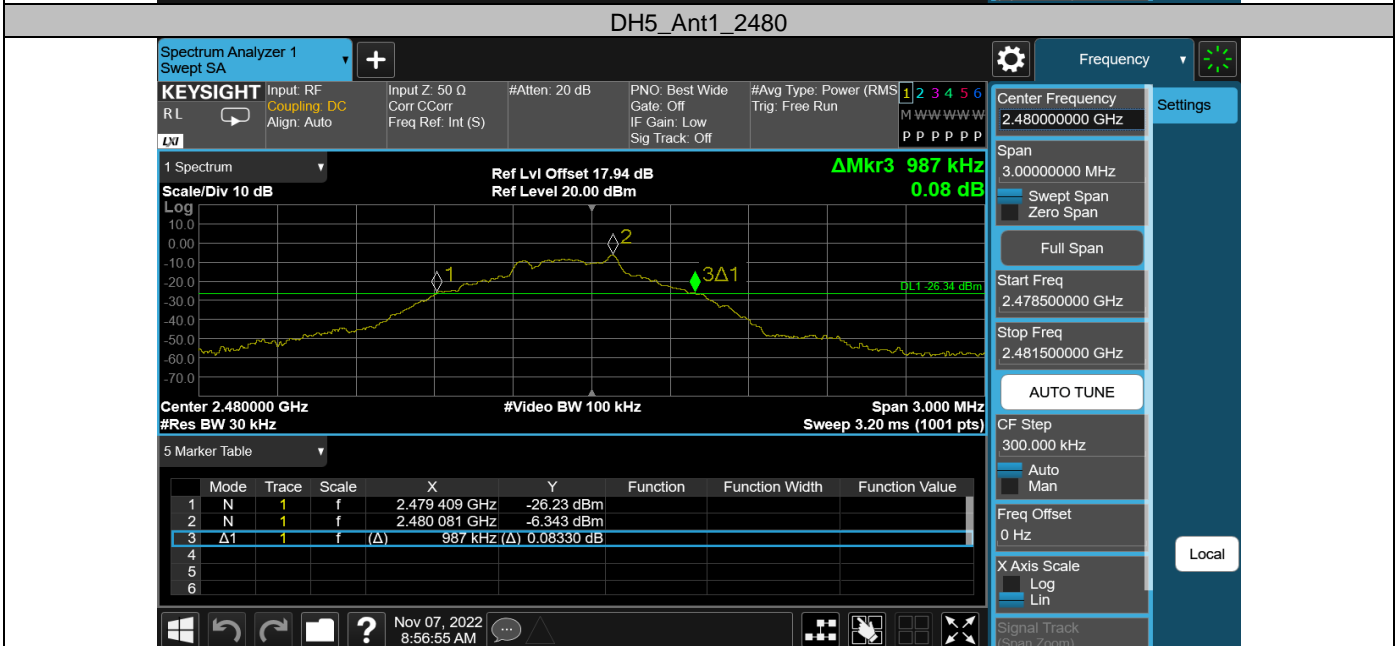 DH5_Ant1_2480
Spectrum Analyzer 1
Swept SA
Frequency
KEYSIGHT
RL
LXI
Input: RF
Coupling: DC
Align: Auto
Input Z: 50 Ω
Corr CCorr
Freq Ref: Int (S)
#Atten: 20 dB
PNO: Best Wide
Gate: Off
IF Gain: Low
Sig Track: Off
#Avg Type: Power (RMS
Trig: Free Run
1 2 3 4 5 6
M W W W W W
P P P P P P
1 Spectrum
Scale/Div 10 dB
Ref Lvl Offset 17.94 dB
Ref Level 20.00 dBm
ΔMkr3 987 kHz
0.08 dB
Log
10.0
0.00
-10.0
-20.0
-30.0
-40.0
-50.0
-60.0
-70.0
1
2
3Δ1
DL1 -26.34 dBm
Center 2.480000 GHz
#Video BW 100 kHz
Span 3.000 MHz
#Res BW 30 kHz
Sweep 3.20 ms (1001 pts)
5 Marker Table
Mode Trace Scale X Y Function Function Width Function Value
1 N 1 f 2.479 409 GHz -26.23 dBm
2 N 1 f 2.480 081 GHz -6.343 dBm
3 Δ1 1 f (Δ) 987 kHz (Δ) 0.08330 dB
4
5
6
?
Nov 07, 2022
8:56:55 AM
Center Frequency
2.480000000 GHz
Settings
Span
3.00000000 MHz
Swept Span
Zero Span
Full Span
Start Freq
2.478500000 GHz
Stop Freq
2.481500000 GHz
AUTO TUNE
CF Step
300.000 kHz
Auto
Man
Freq Offset
0 Hz
Local
X Axis Scale
Log
Lin
Signal Track
(Span Zoom)